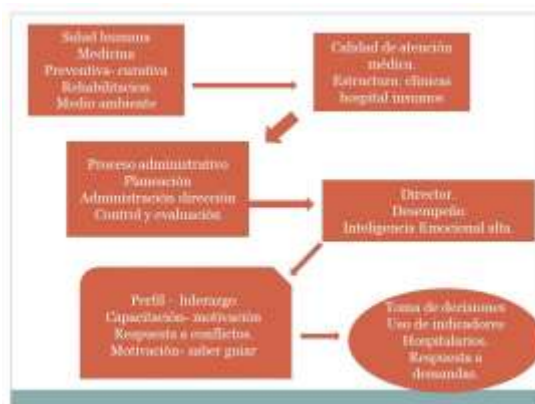 Salud humana
Medicina
Preventiva- curativa
Rehabilitacion
Medio ambiente
Calidad de atención
médica.
Estructura: clínicas
hospital insumos
Proceso administrativo
Planeación
Administración dirección
Control y evaluación
Director
Desempeño
Inteligencia Emocional alta
Perfil - liderazgo
Capacitación- motivación
Respuesta a conflictos.
Motivación- saber guiar
Toma de decisiones
Uso de indicadores
Hospitalarios.
Respuesta a
demandas.